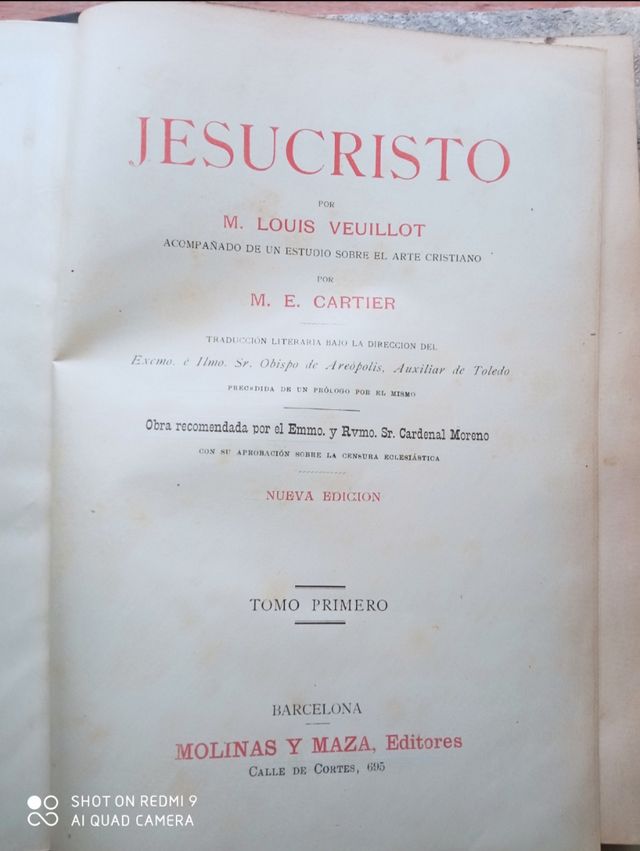 JESUCRISTO
POR
M. LOUIS VEUILLOT
ACOMPAÑADO DE UN ESTUDIO SOBRE EL ARTE CRISTIANO
POR
M. E. CARTIER
TRADUCCIÓN LITERARIA BAJO LA DIRECCION DEL
Excmo. é Ilmo. Sr. Obispo de Areópolis, Auxiliar de Toledo
PRECEDIDA DE UN PRÓLOGO POR EL MISMO
Obra recomendada por el Emmo. y Rvmo. Sr. Cardenal Moreno
CON SU APROBACIÓN SOBRE LA CENSURA ECLESIÁSTICA
NUEVA EDICION
TOMO PRIMERO
BARCELONA
MOLINAS Y MAZA, Editores
CALLE DE CORTES, 695
SHOT ON REDMI 9
AI QUAD CAMERA